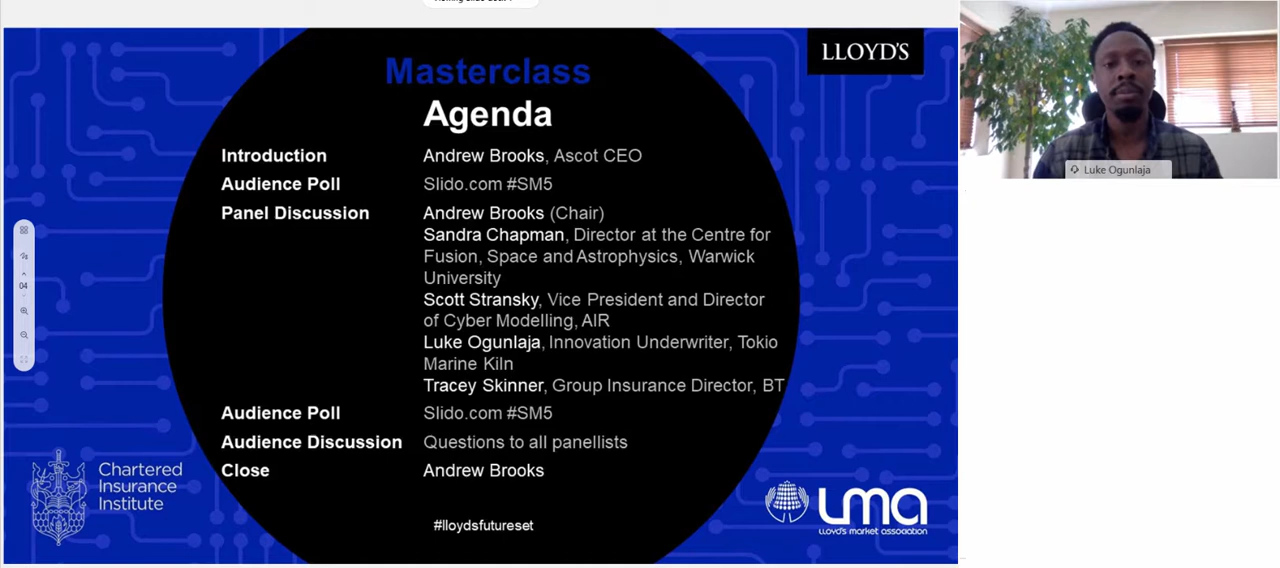 LLOYD'S
Masterclass
Agenda
Introduction Andrew Brooks, Ascot CEO
Audience Poll Slido.com #SM5
Panel Discussion Andrew Brooks (Chair)
Sandra Chapman, Director at the Centre for
Fusion, Space and Astrophysics, Warwick
University
Scott Stransky, Vice President and Director
of Cyber Modelling, AIR
Luke Ogunlaja, Innovation Underwriter, Tokio
Marine Kiln
Tracey Skinner, Group Insurance Director, BT
Audience Poll Slido.com #SM5
Audience Discussion Questions to all panellists
Close Andrew Brooks
#lloydsfutureset
Chartered
Insurance
Institute
lma
lloyd's market association
04
Luke Ogunlaja